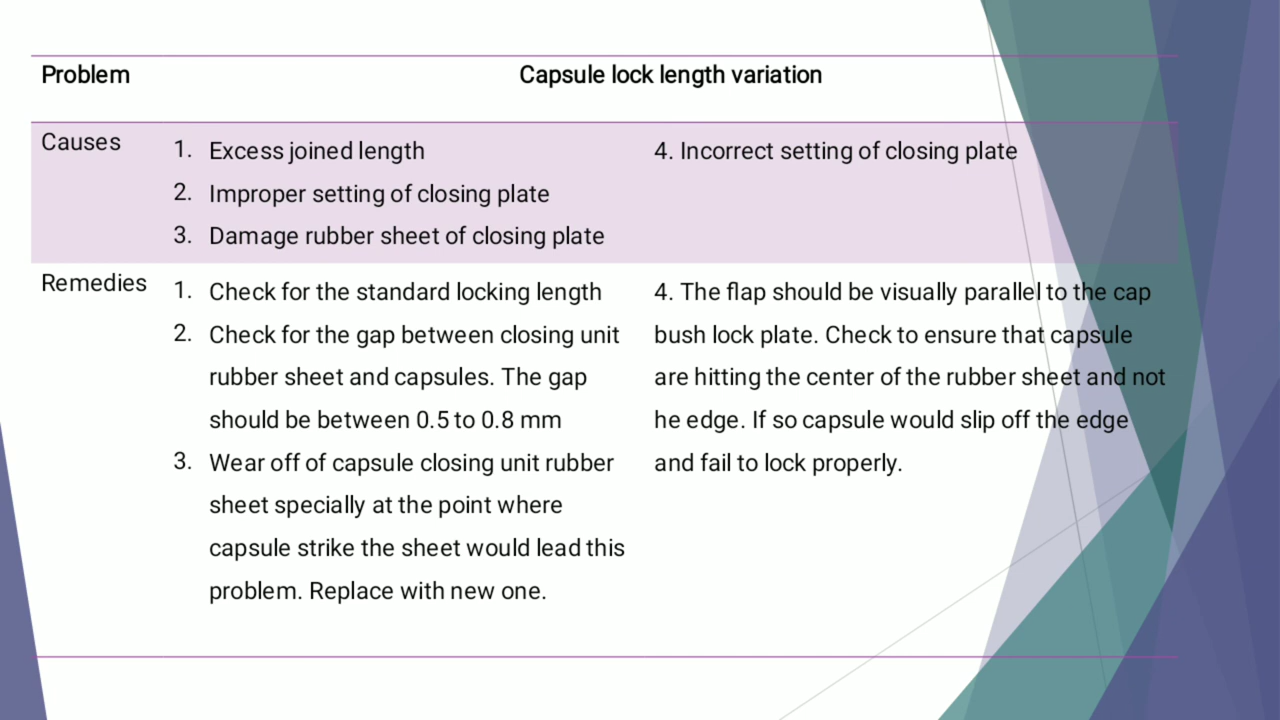 Problem
Capsule lock length variation
Causes
1. Excess joined length
2. Improper setting of closing plate
3. Damage rubber sheet of closing plate
4. Incorrect setting of closing plate
Remedies
1. Check for the standard locking length
2. Check for the gap between closing unit
rubber sheet and capsules. The gap
should be between 0.5 to 0.8 mm
3. Wear off of capsule closing unit rubber
sheet specially at the point where
capsule strike the sheet would lead this
problem. Replace with new one.
4. The flap should be visually parallel to the cap
bush lock plate. Check to ensure that capsule
are hitting the center of the rubber sheet and not
he edge. If so capsule would slip off the edge
and fail to lock properly.